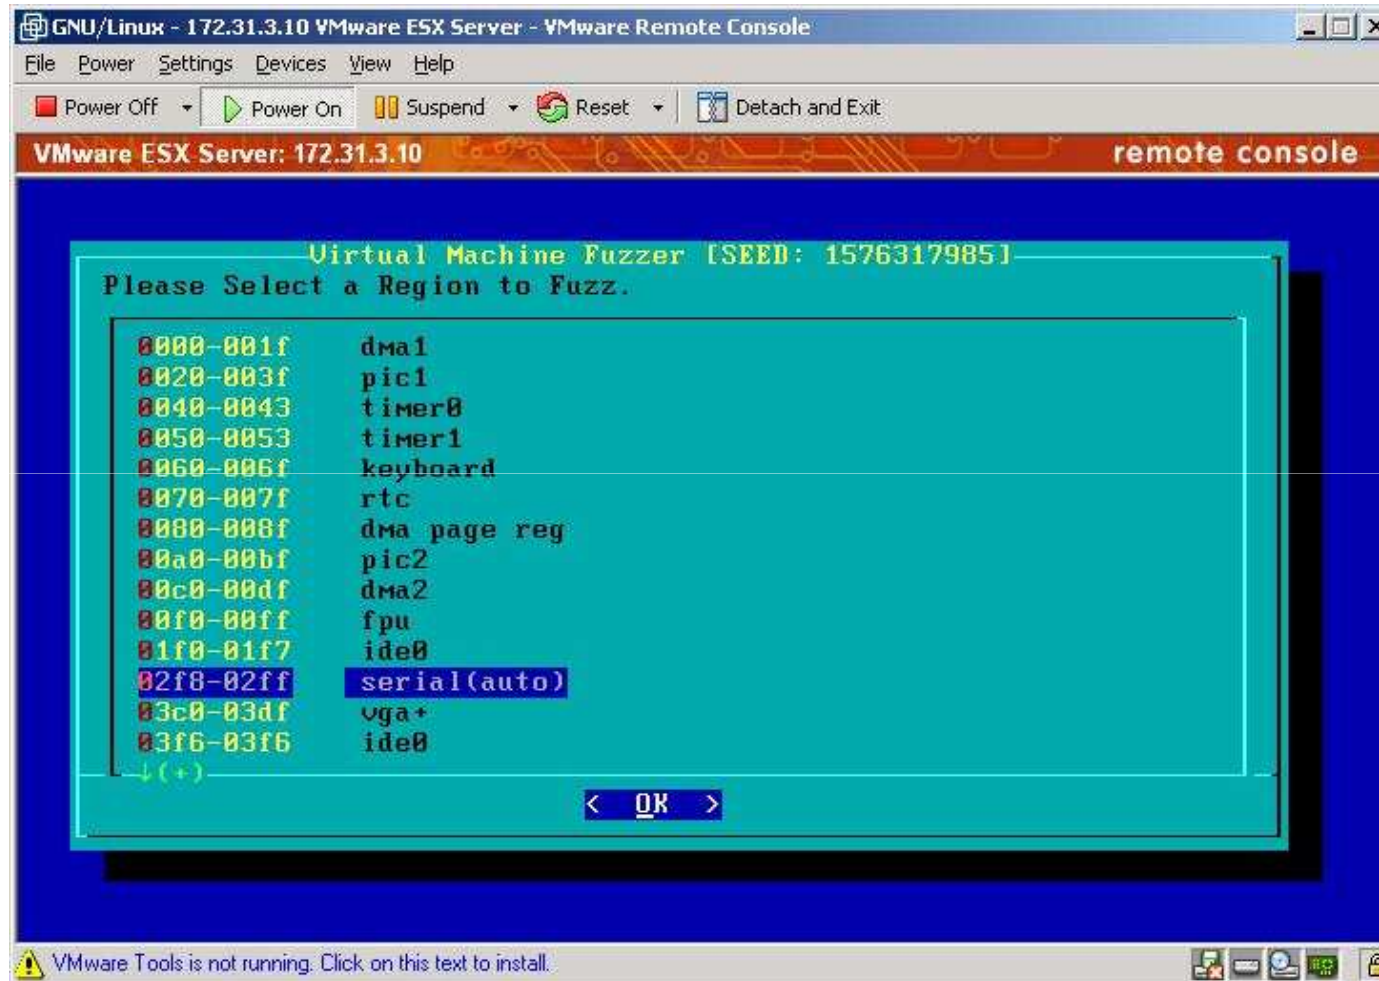 GNU/Linux - 172.31.3.10 VMware ESX Server - VMware Remote Console
File Power Settings Devices View Help
Power Off Power On Suspend Reset Detach and Exit
VMware ESX Server: 172.31.3.10 remote console
Virtual Machine Fuzzer [SEED: 1576317985]
Please Select a Region to Fuzz.
0000-001f dma1
0020-003f pic1
0040-0043 timer0
0050-0053 timer1
0060-006f keyboard
0070-007f rtc
0080-008f dma page reg
00a0-00bf pic2
00c0-00df dma2
00f0-00ff fpu
01f0-01f7 ide0
02f8-02ff serial(auto)
03c0-03df vga+
03f6-03f6 ide0
↓(+)
< OK >
VMware Tools is not running. Click on this text to install.